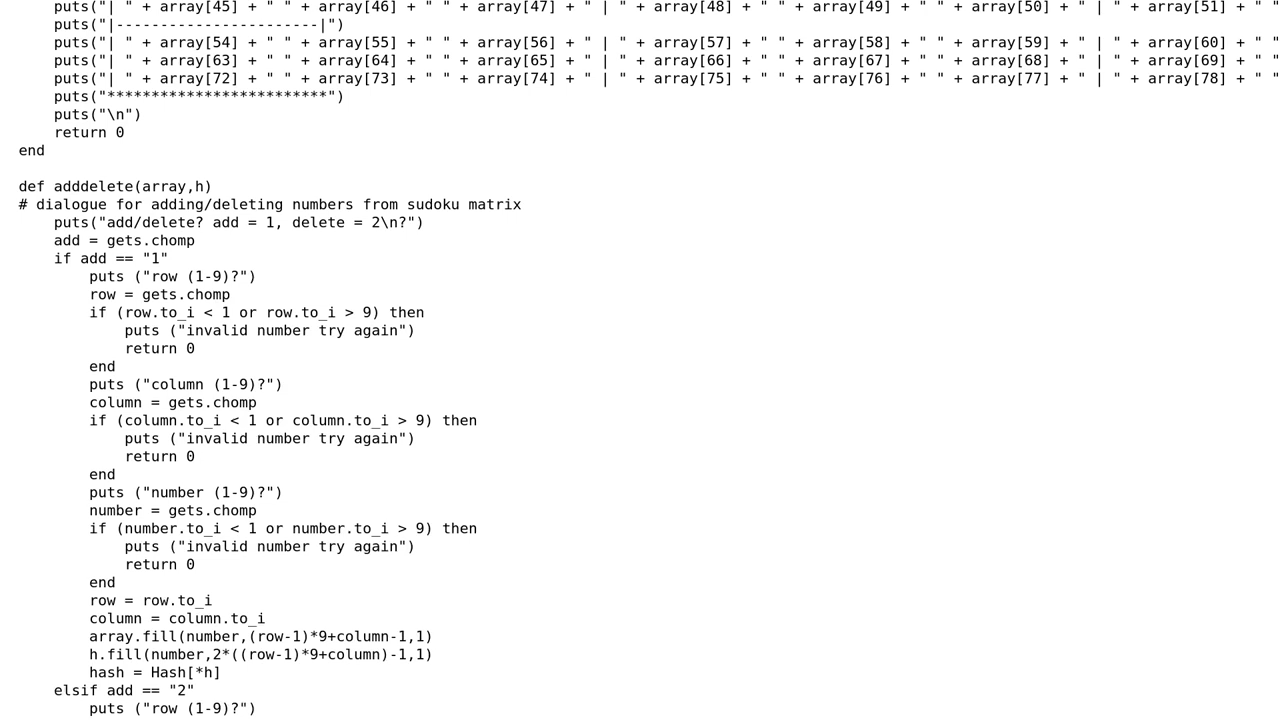 puts("| " + array[45] + " " + array[46] + " " + array[47] + " | " + array[48] + " " + array[49] + " " + array[50] + " | " + array[51] + " "
    puts("|-----------------------|")
    puts("| " + array[54] + " " + array[55] + " " + array[56] + " | " + array[57] + " " + array[58] + " " + array[59] + " | " + array[60] + " "
    puts("| " + array[63] + " " + array[64] + " " + array[65] + " | " + array[66] + " " + array[67] + " " + array[68] + " | " + array[69] + " "
    puts("| " + array[72] + " " + array[73] + " " + array[74] + " | " + array[75] + " " + array[76] + " " + array[77] + " | " + array[78] + " "
    puts("*************************")
    puts("\n")
    return 0
end

def adddelete(array,h)
# dialogue for adding/deleting numbers from sudoku matrix
    puts("add/delete? add = 1, delete = 2\n?")
    add = gets.chomp
    if add == "1"
        puts ("row (1-9)?")
        row = gets.chomp
        if (row.to_i < 1 or row.to_i > 9) then
            puts ("invalid number try again")
            return 0
        end
        puts ("column (1-9)?")
        column = gets.chomp
        if (column.to_i < 1 or column.to_i > 9) then
            puts ("invalid number try again")
            return 0
        end
        puts ("number (1-9)?")
        number = gets.chomp
        if (number.to_i < 1 or number.to_i > 9) then
            puts ("invalid number try again")
            return 0
        end
        row = row.to_i
        column = column.to_i
        array.fill(number,(row-1)*9+column-1,1)
        h.fill(number,2*((row-1)*9+column)-1,1)
        hash = Hash[*h]
    elsif add == "2"
        puts ("row (1-9)?")